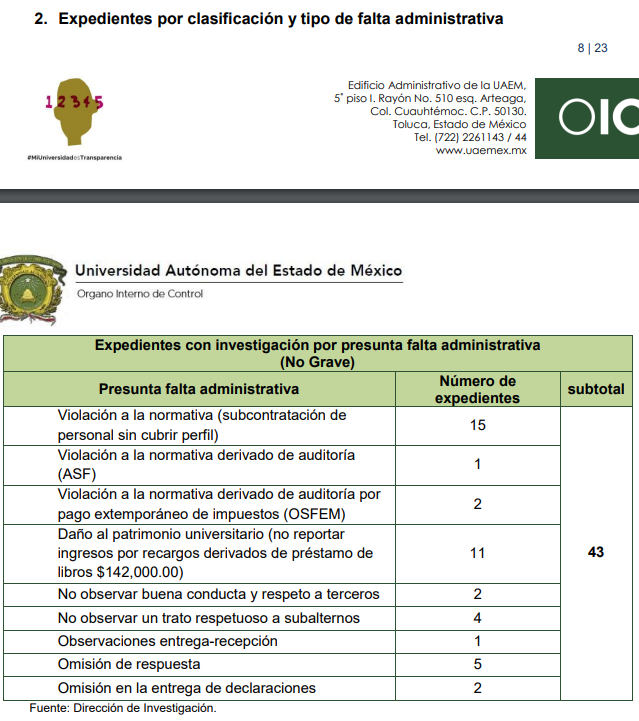 2. Expedientes por clasificación y tipo de falta administrativa
8 | 23
1 2 3 4 5
#MiUniversidadesTransparencia
Edificio Administrativo de la UAEM,
5° piso I. Rayón No. 510 esq. Arteaga,
Col. Cuauhtémoc. C.P. 50130.
Toluca, Estado de México
Tel. (722) 2261143 / 44
www.uaemex.mx
OIC
Universidad Autónoma del Estado de México
Organo Interno de Control
Expedientes con investigación por presunta falta administrativa
(No Grave)
Presunta falta administrativa
Número de
expedientes
subtotal
Violación a la normativa (subcontratación de
personal sin cubrir perfil)
15
Violación a la normativa derivado de auditoría
(ASF)
1
Violación a la normativa derivado de auditoría por
pago extemporáneo de impuestos (OSFEM)
2
Daño al patrimonio universitario (no reportar
ingresos por recargos derivados de préstamo de
libros $142,000.00)
11
43
No observar buena conducta y respeto a terceros
2
No observar un trato respetuoso a subalternos
4
Observaciones entrega-recepción
1
Omisión de respuesta
5
Omisión en la entrega de declaraciones
2
Fuente: Dirección de Investigación.